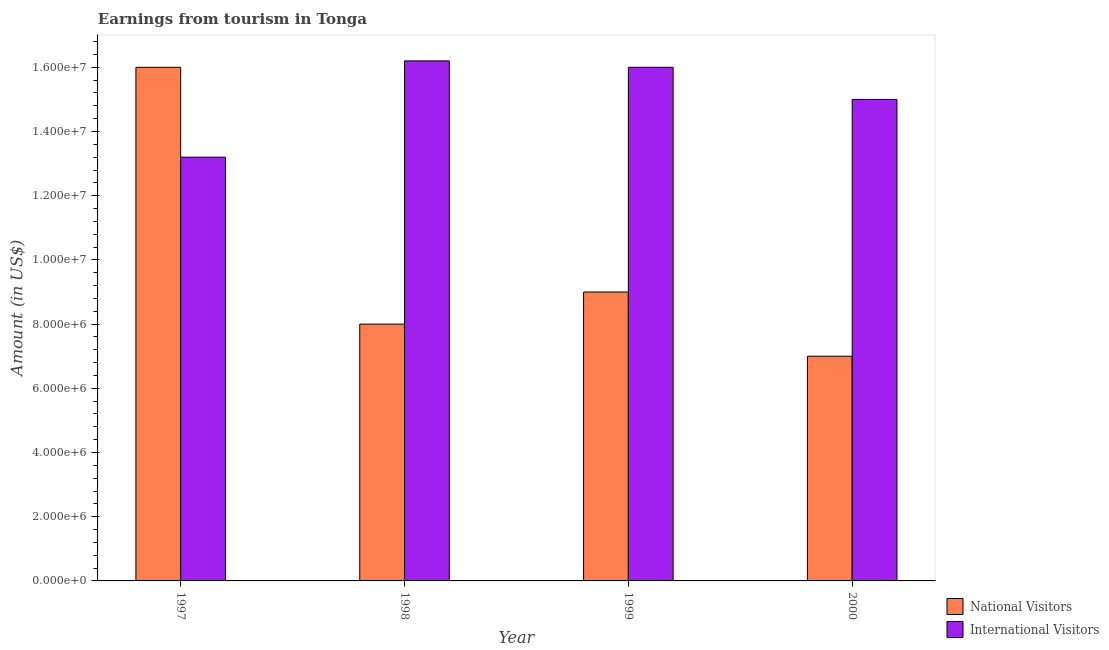 Earnings from tourism in Tonga
Amount (in US$)
1.600e+7
1.400e+7
1.200e+7
1.000e+7
8.000e+6
6.000e+6
4.000e+6
2.000e+6
0.000e+0
1997
1998
1999
2000
Year
National Visitors
International Visitors